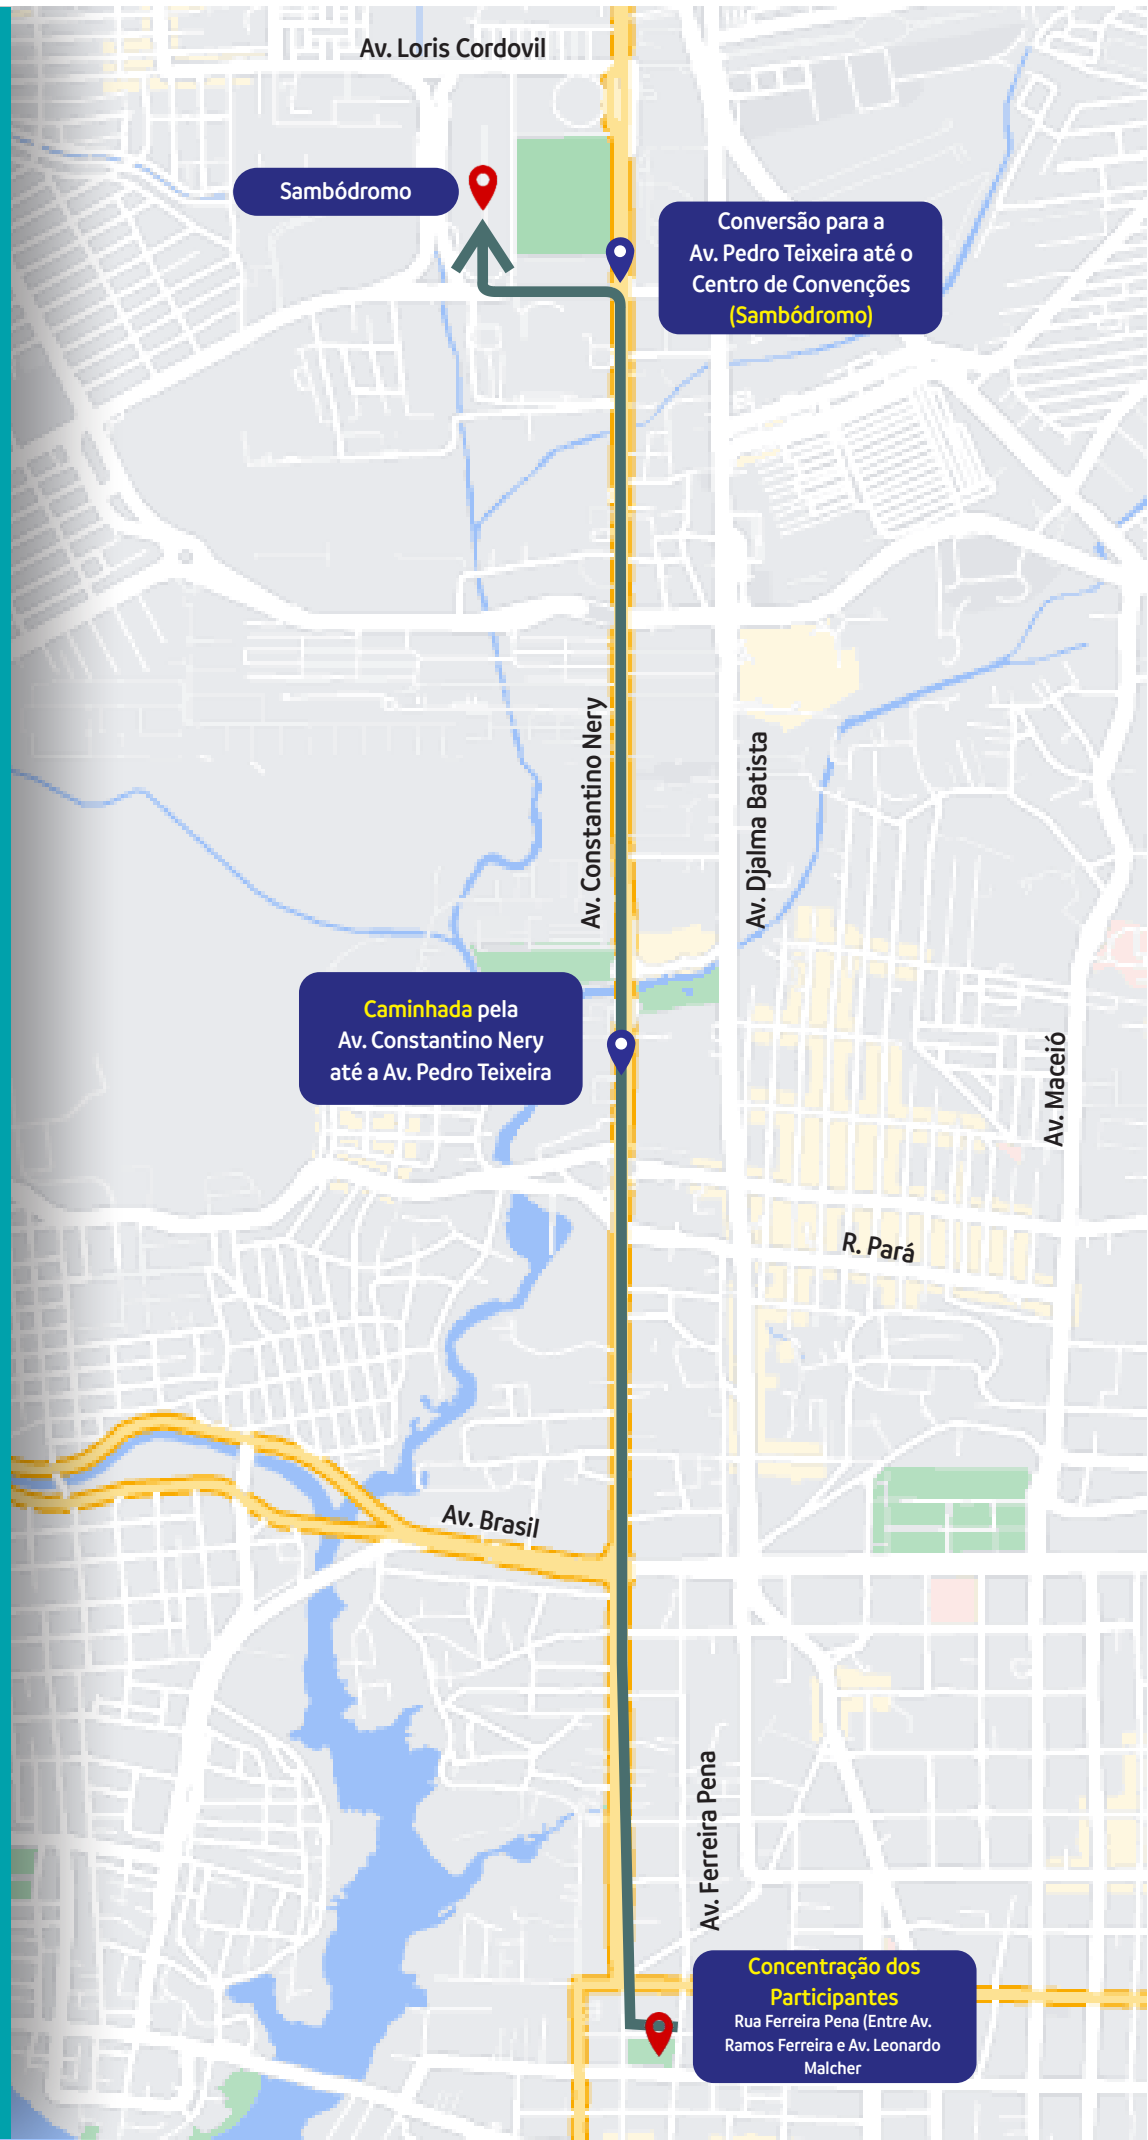 Av. Loris Cordovil
Sambódromo
Conversão para a
Av. Pedro Teixeira até o
Centro de Convenções
(Sambódromo)
Av. Constantino Nery
Av. Djalma Batista
Caminhada pela
Av. Constantino Nery
até a Av. Pedro Teixeira
Av. Maceió
R. Pará
Av. Brasil
Av. Ferreira Pena
Concentração dos
Participantes
Rua Ferreira Pena (Entre Av.
Ramos Ferreira e Av. Leonardo
Malcher